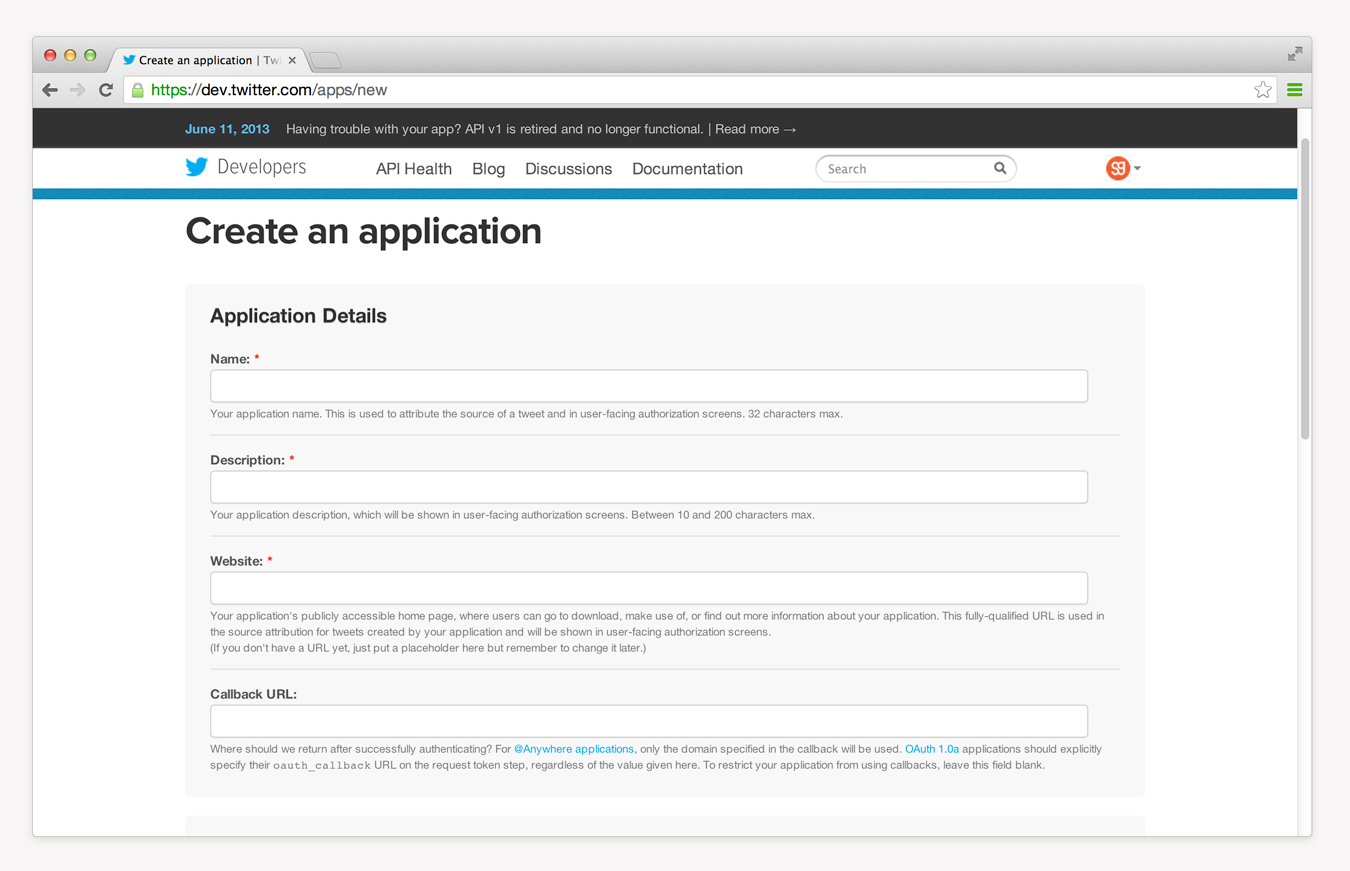 Create an application | Twi
https://dev.twitter.com/apps/new
June 11, 2013 Having trouble with your app? API v1 is retired and no longer functional. | Read more →
Developers API Health Blog Discussions Documentation Search SG
Create an application
Application Details
Name: *
Your application name. This is used to attribute the source of a tweet and in user-facing authorization screens. 32 characters max.
Description: *
Your application description, which will be shown in user-facing authorization screens. Between 10 and 200 characters max.
Website: *
Your application's publicly accessible home page, where users can go to download, make use of, or find out more information about your application. This fully-qualified URL is used in
the source attribution for tweets created by your application and will be shown in user-facing authorization screens.
(If you don't have a URL yet, just put a placeholder here but remember to change it later.)
Callback URL:
Where should we return after successfully authenticating? For @Anywhere applications, only the domain specified in the callback will be used. OAuth 1.0a applications should explicitly
specify their oauth_callback URL on the request token step, regardless of the value given here. To restrict your application from using callbacks, leave this field blank.